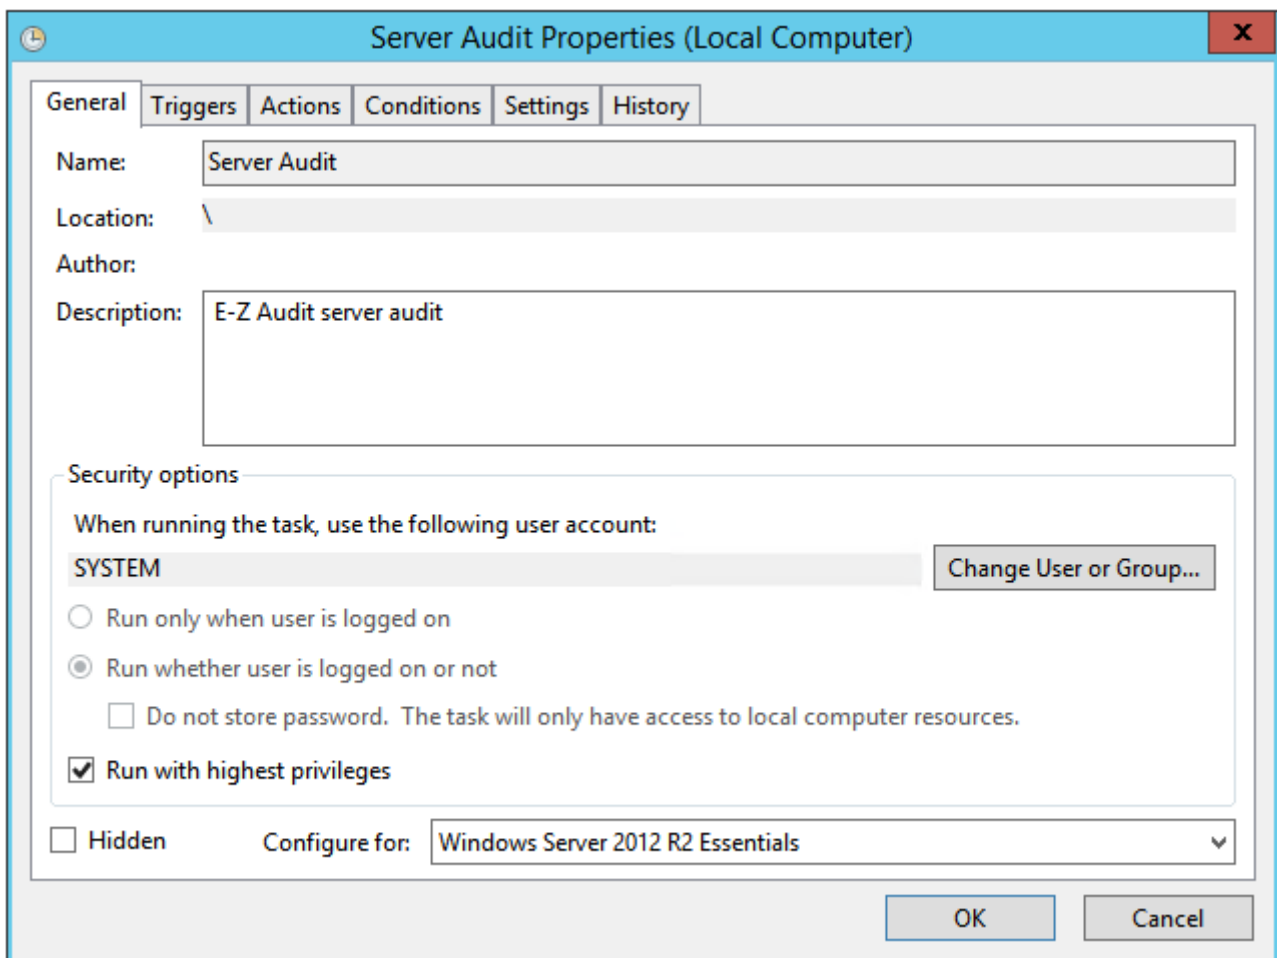 Server Audit Properties (Local Computer)
x
General Triggers Actions Conditions Settings History
Name: Server Audit
Location: \
Author:
Description: E-Z Audit server audit
Security options
When running the task, use the following user account:
SYSTEM Change User or Group...
Run only when user is logged on
Run whether user is logged on or not
Do not store password. The task will only have access to local computer resources.
Run with highest privileges
Hidden Configure for: Windows Server 2012 R2 Essentials
OK Cancel